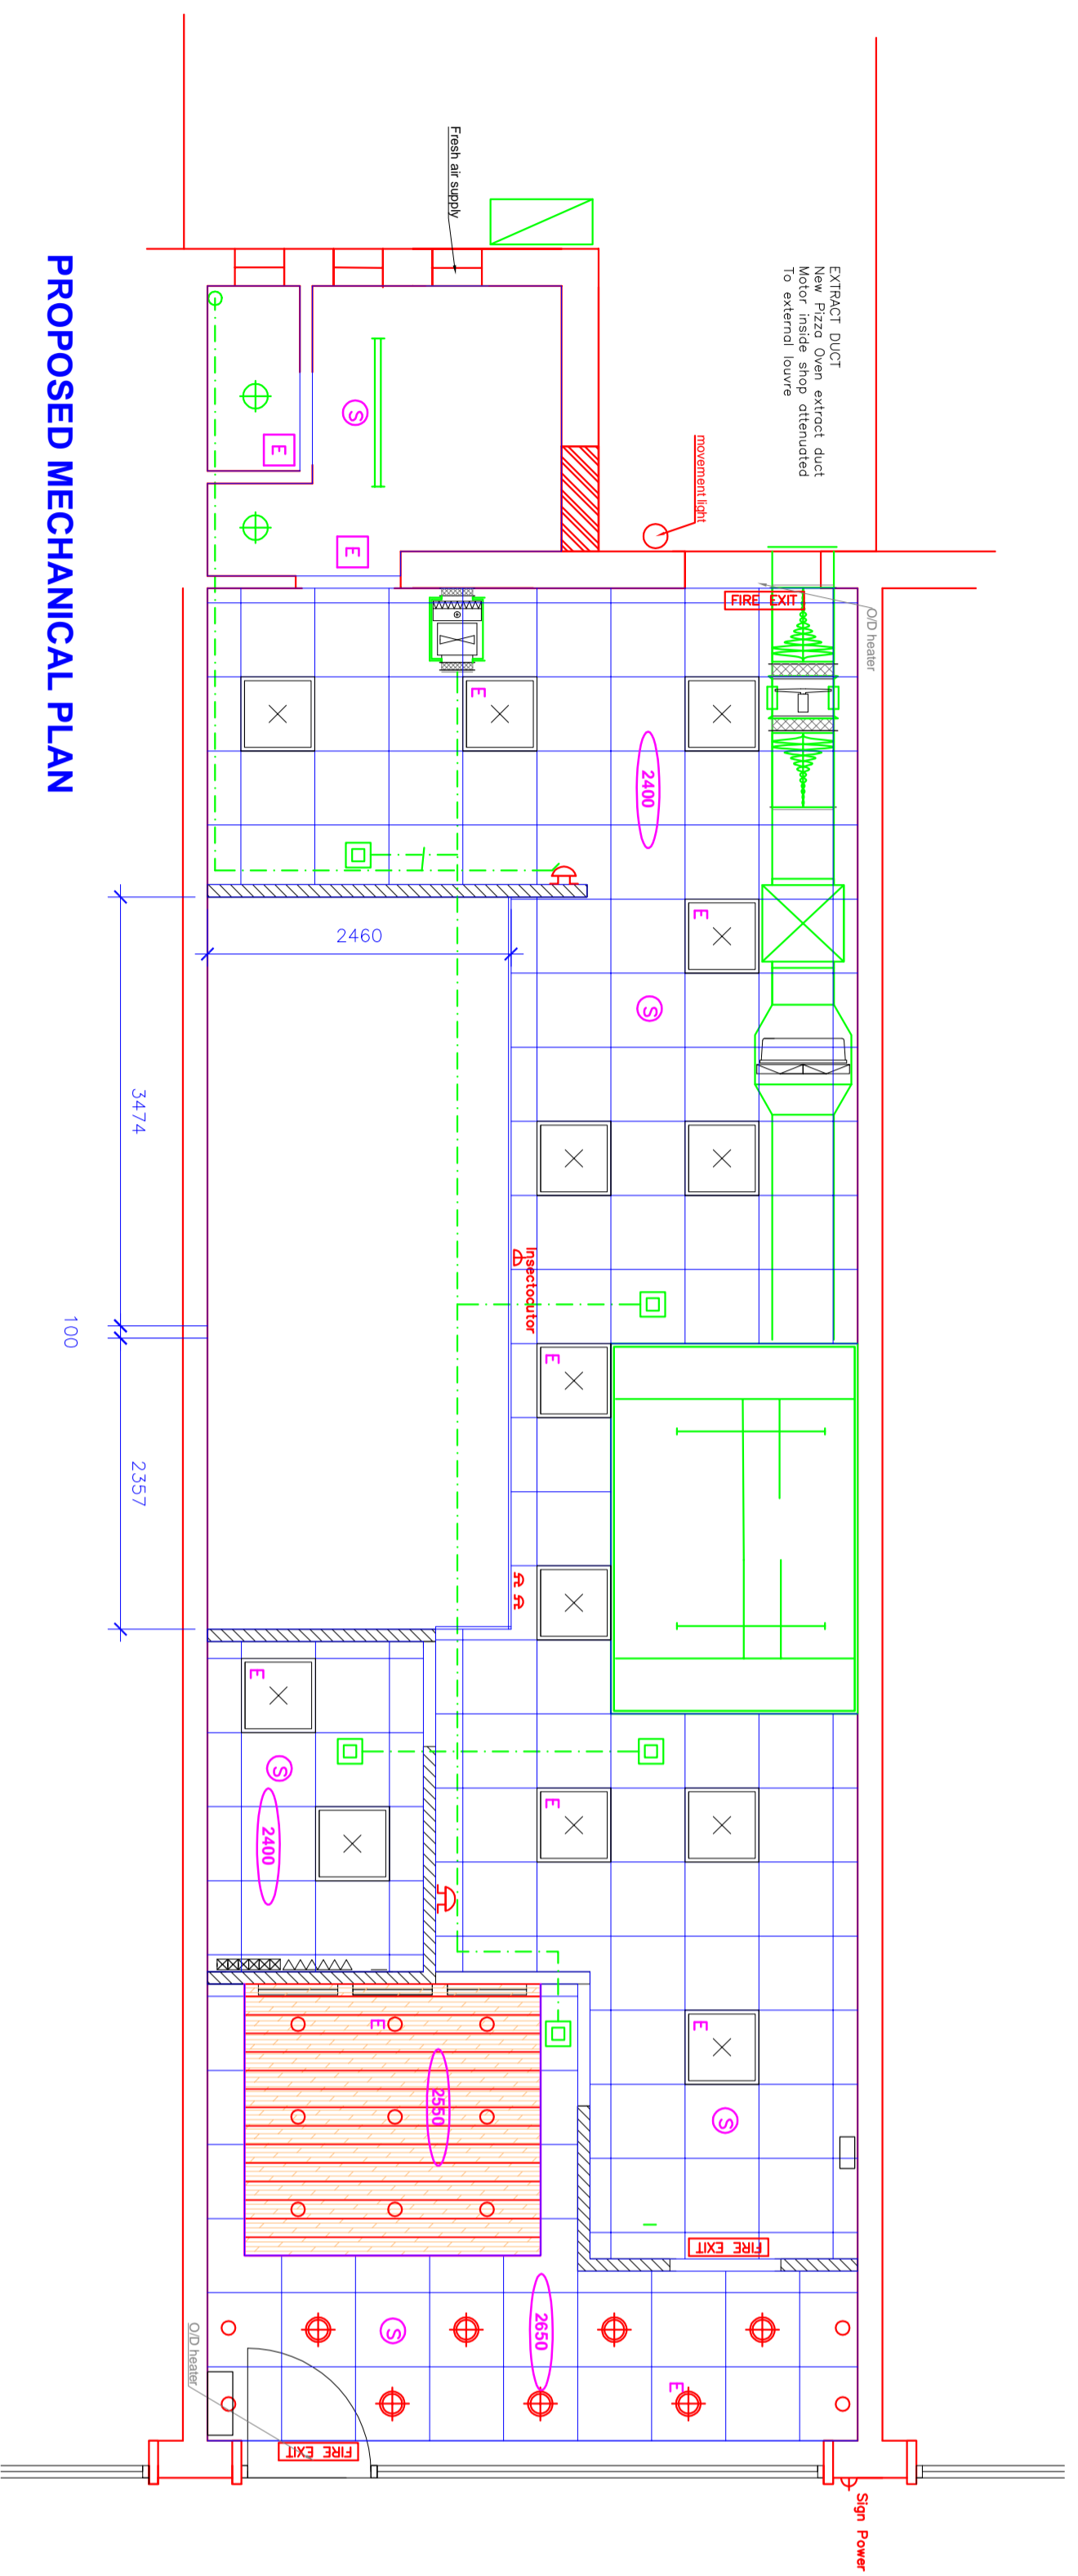 PROPOSED MECHANICAL PLAN
EXTRACT DUCT
New Pizza Oven extract duct
Motor inside shop attenuated
To external louvre
Fresh air supply
movement light
O/D heater
FIRE EXIT
S
E
E
E
2400
E
S
2460
3474
100
2357
Insectocutor
E
E
S
2400
E
E
S
E
2550
FIRE EXIT
2650
S
E
O/D heater
FIRE EXIT
Sign Power